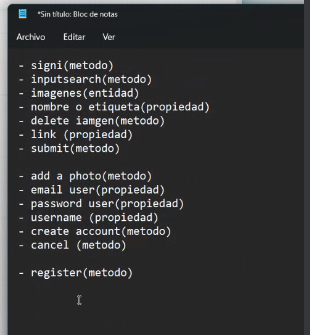 *Sin título: Bloc de notas
Archivo Editar Ver
- signi(metodo)
- inputsearch(metodo)
- imagenes(entidad)
- nombre o etiqueta(propiedad)
- delete iamgen(metodo)
- link (propiedad)
- submit(metodo)
- add a photo(metodo)
- email user(propiedad)
- password user(propiedad)
- username (propiedad)
- create account(metodo)
- cancel (metodo)
- register(metodo)